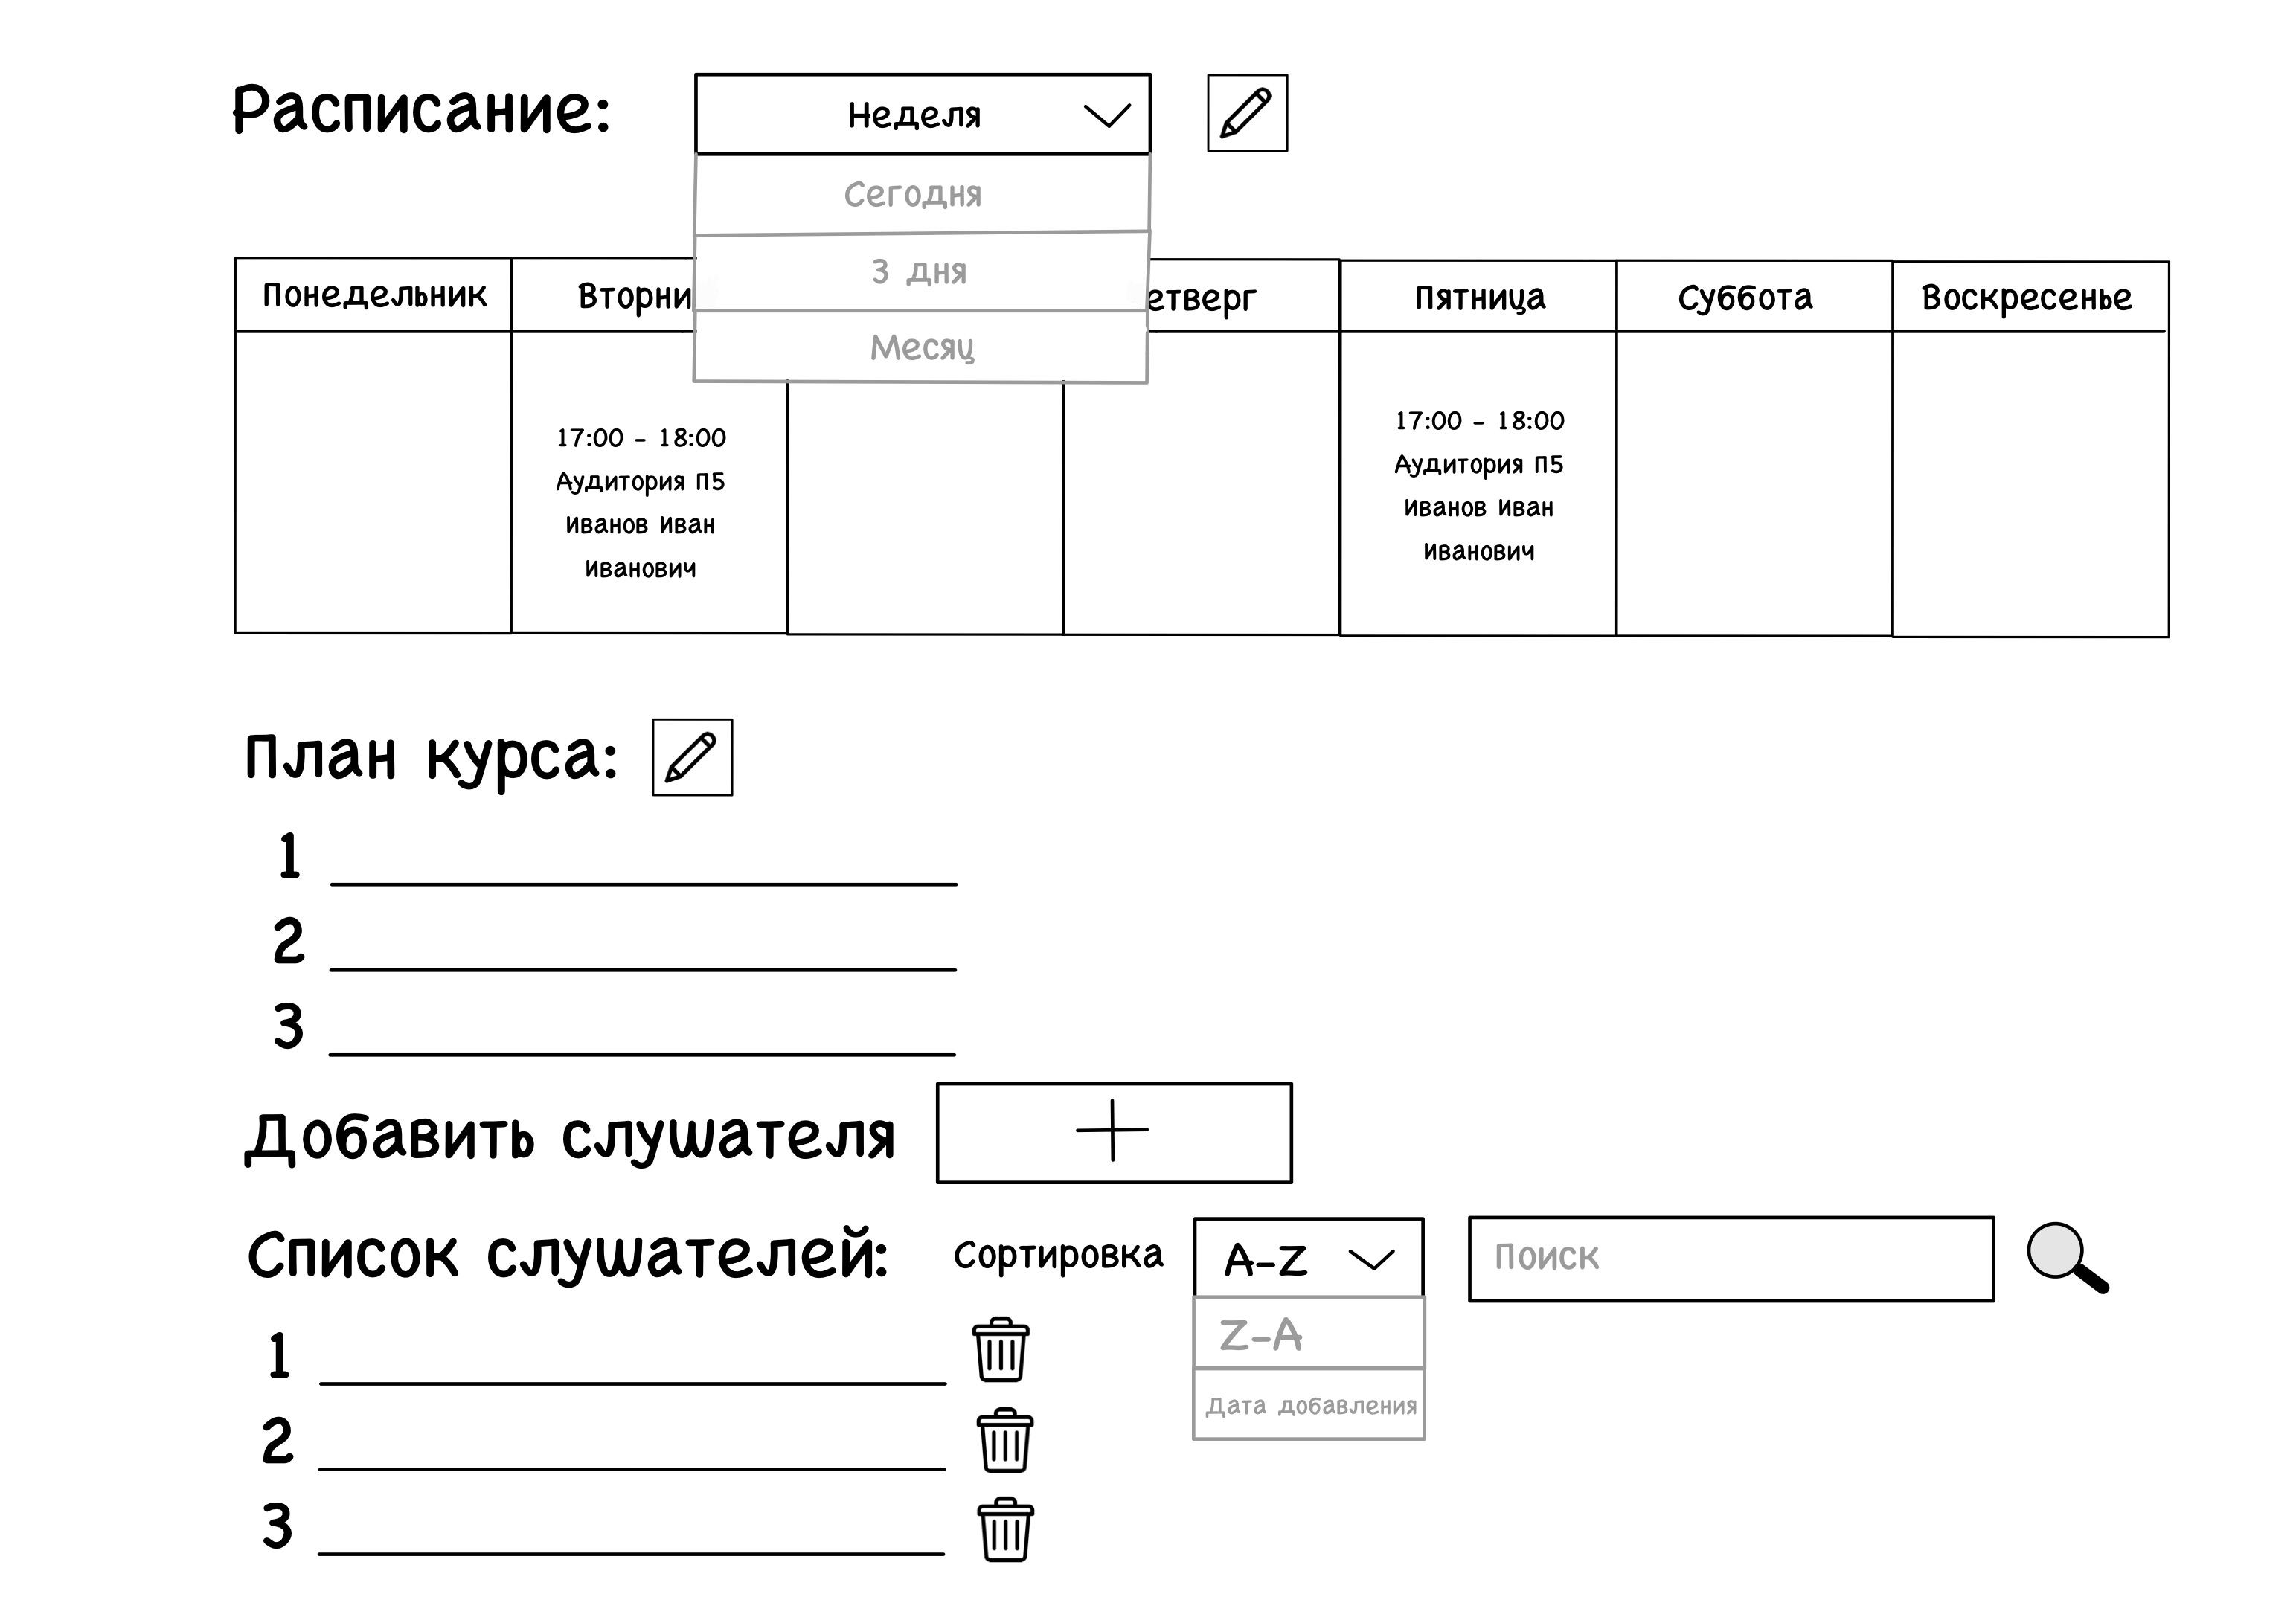 Расписание:
Неделя
Сегодня
3 дня
Месяц
Понедельник
Вторни
етверг
Пятница
Суббота
Воскресенье
17:00 - 18:00
Аудитория П5
Иванов Иван
Иванович
17:00 - 18:00
Аудитория П5
Иванов Иван
Иванович
План курса:
1
2
3
Добавить слушателя
Список слушателей:
Сортировка
A-Z
Z-A
Дата добавления
Поиск
1
2
3